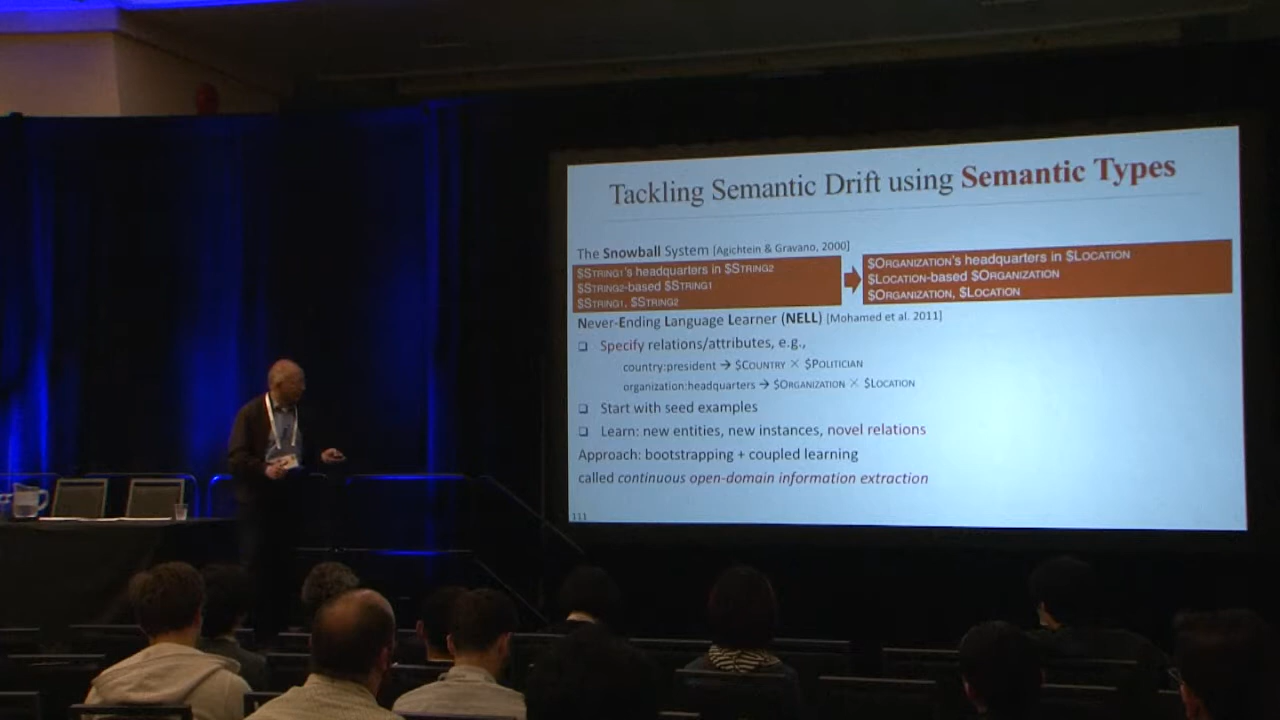 Tackling Semantic Drift using Semantic Types
The Snowball System [Agichtein & Gravano, 2000]
$STRING1's headquarters in $STRING2
$STRING2-based $STRING1
$STRING1, $STRING2
$ORGANIZATION's headquarters in $LOCATION
$LOCATION-based $ORGANIZATION
$ORGANIZATION, $LOCATION
Never-Ending Language Learner (NELL) [Mohamed et al. 2011]
❑ Specify relations/attributes, e.g.,
country:president → $COUNTRY × $POLITICIAN
organization:headquarters → $ORGANIZATION × $LOCATION
❑ Start with seed examples
❑ Learn: new entities, new instances, novel relations
Approach: bootstrapping + coupled learning
called continuous open-domain information extraction
111